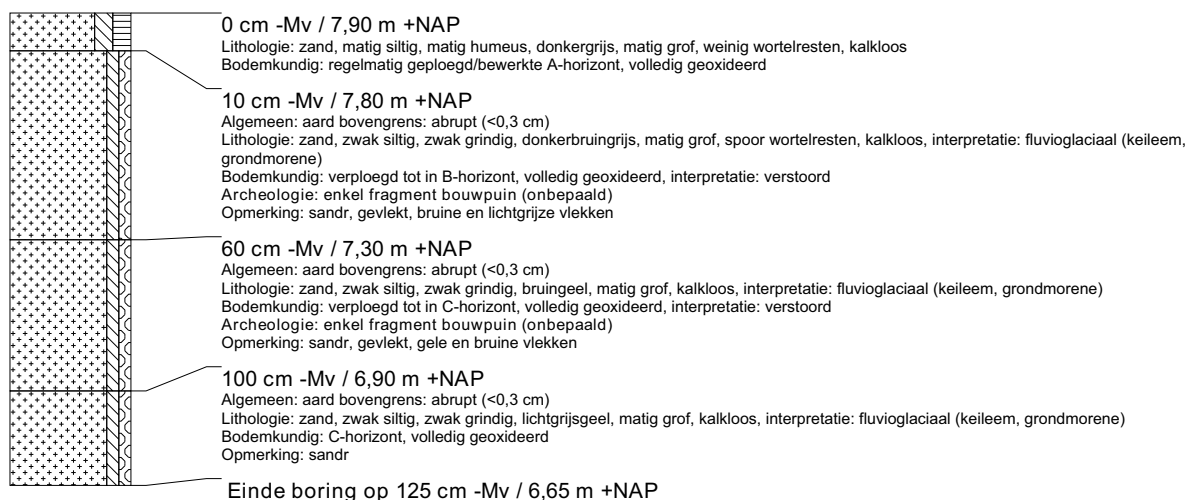 0 cm -Mv / 7,90 m +NAP
Lithologie: zand, matig siltig, matig humeus, donkergrijs, matig grof, weinig wortelresten, kalkloos
Bodemkundig: regelmatig geploegd/bewerkte A-horizont, volledig geoxideerd
10 cm -Mv / 7,80 m +NAP
Algemeen: aard bovengrens: abrupt (<0,3 cm)
Lithologie: zand, zwak siltig, zwak grindig, donkerbruingrijs, matig grof, spoor wortelresten, kalkloos, interpretatie: fluvioglaciaal (keileem,
grondmorene)
Bodemkundig: verploegd tot in B-horizont, volledig geoxideerd, interpretatie: verstoord
Archeologie: enkel fragment bouwpuin (onbepaald)
Opmerking: sandr, gevlekt, bruine en lichtgrijze vlekken
60 cm -Mv / 7,30 m +NAP
Algemeen: aard bovengrens: abrupt (<0,3 cm)
Lithologie: zand, zwak siltig, zwak grindig, bruingeel, matig grof, kalkloos, interpretatie: fluvioglaciaal (keileem, grondmorene)
Bodemkundig: verploegd tot in C-horizont, volledig geoxideerd, interpretatie: verstoord
Archeologie: enkel fragment bouwpuin (onbepaald)
Opmerking: sandr, gevlekt, gele en bruine vlekken
100 cm -Mv / 6,90 m +NAP
Algemeen: aard bovengrens: abrupt (<0,3 cm)
Lithologie: zand, zwak siltig, zwak grindig, lichtgrijsgeel, matig grof, kalkloos, interpretatie: fluvioglaciaal (keileem, grondmorene)
Bodemkundig: C-horizont, volledig geoxideerd
Opmerking: sandr
Einde boring op 125 cm -Mv / 6,65 m +NAP